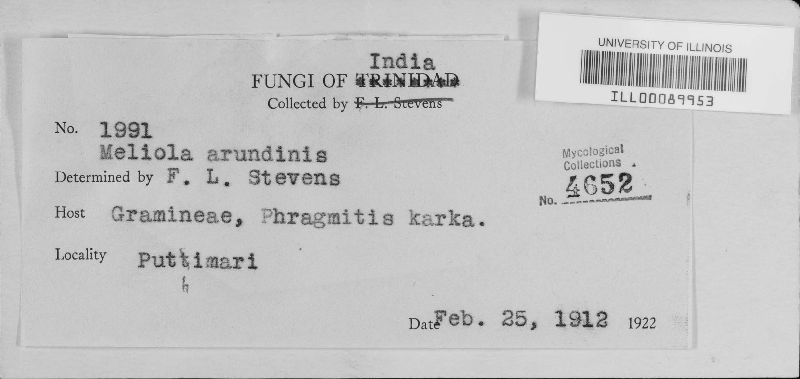 India
FUNGI OF TRINIDAD
Collected by F. L. Stevens
No. 1991
Meliola arundinis
Determined by F. L. Stevens
Host Gramineae, Phragmitis karka.
Locality Puttimari
h
Date Feb. 25, 1912 1922
UNIVERSITY OF ILLINOIS
ILL00089953
Mycological
Collections
No. 4652